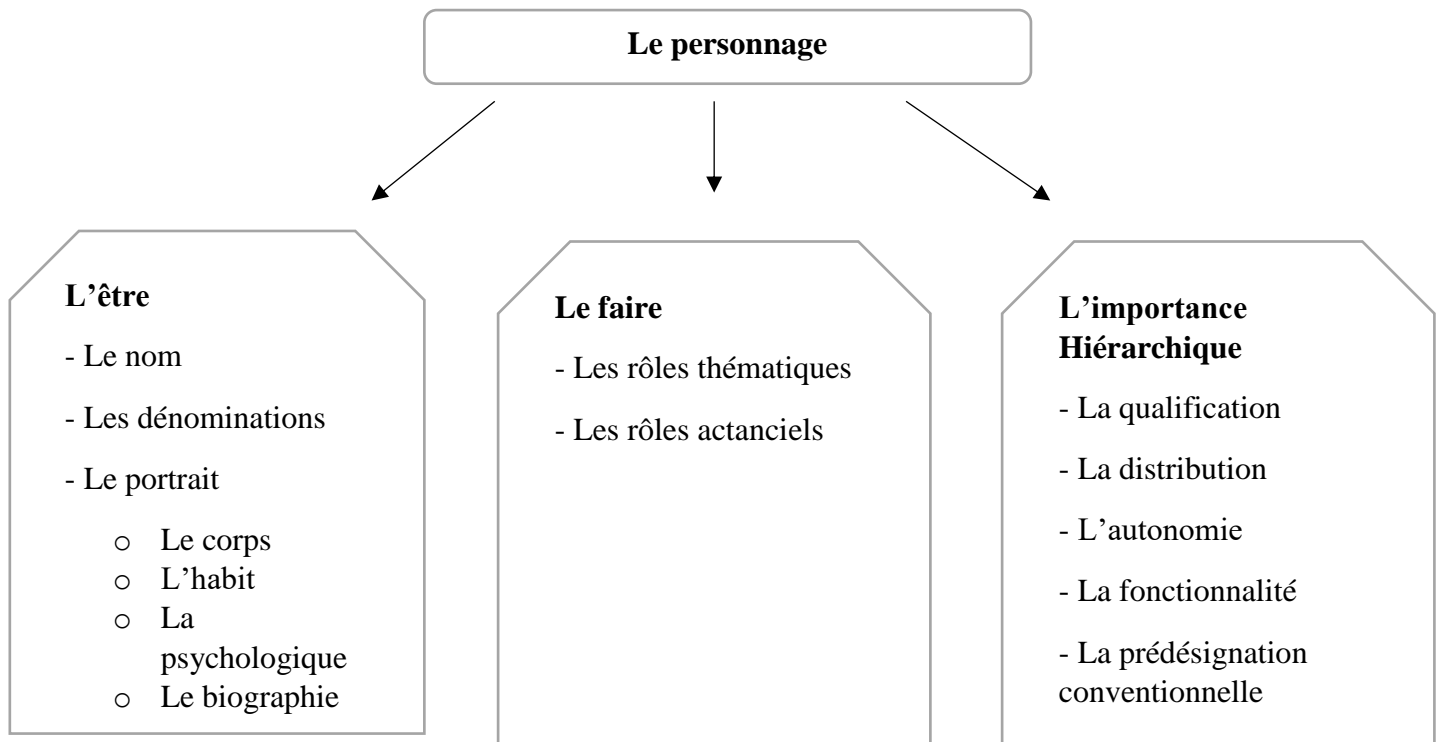 Le personnage
L’être
- Le nom
- Les dénominations
- Le portrait
o Le corps
o L’habit
o La
psychologique
o Le biographie
Le faire
- Les rôles thématiques
- Les rôles actanciels
L’importance
Hiérarchique
- La qualification
- La distribution
- L’autonomie
- La fonctionnalité
- La prédésignation
conventionnelle